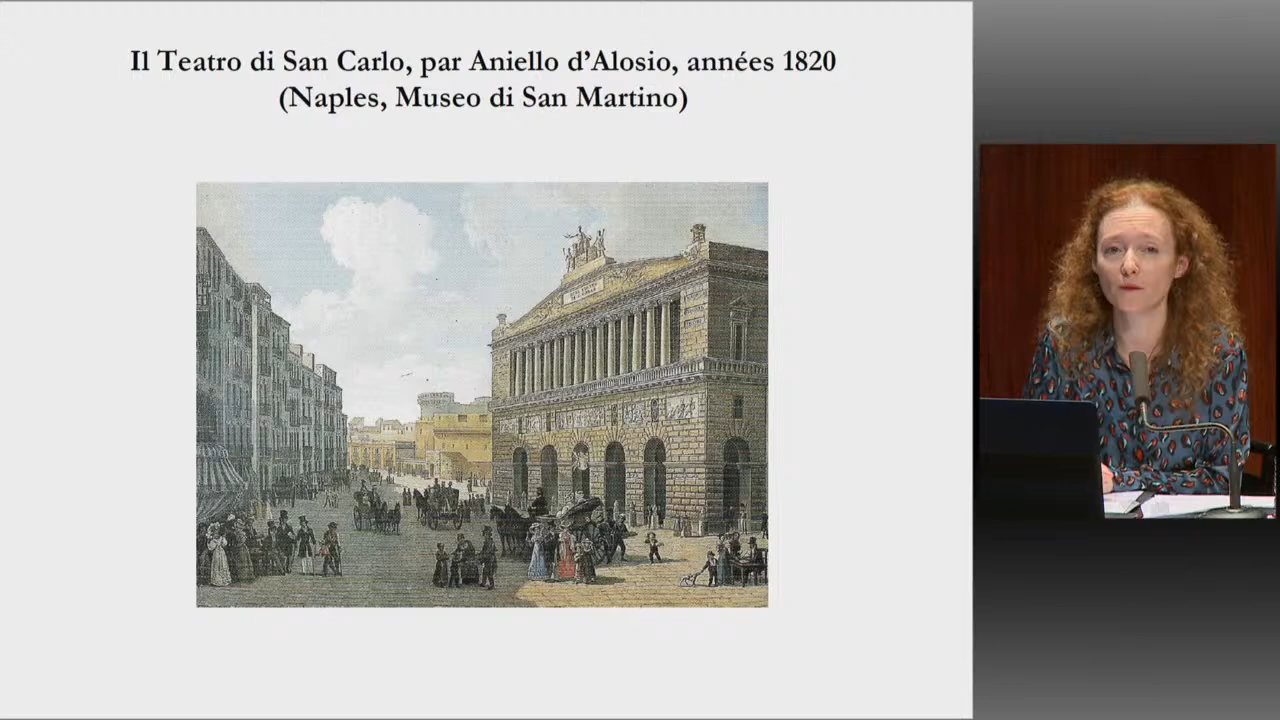 Il Teatro di San Carlo, par Aniello d’Alosio, années 1820
(Naples, Museo di San Martino)